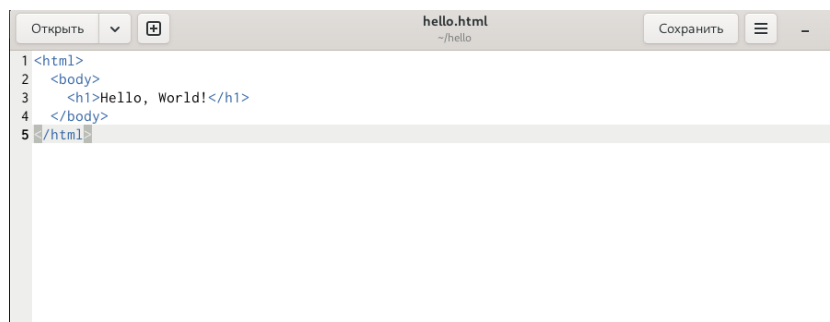 Открыть
hello.html
~/hello
Сохранить
1 <html>
2   <body>
3     <h1>Hello, World!</h1>
4   </body>
5 </html>